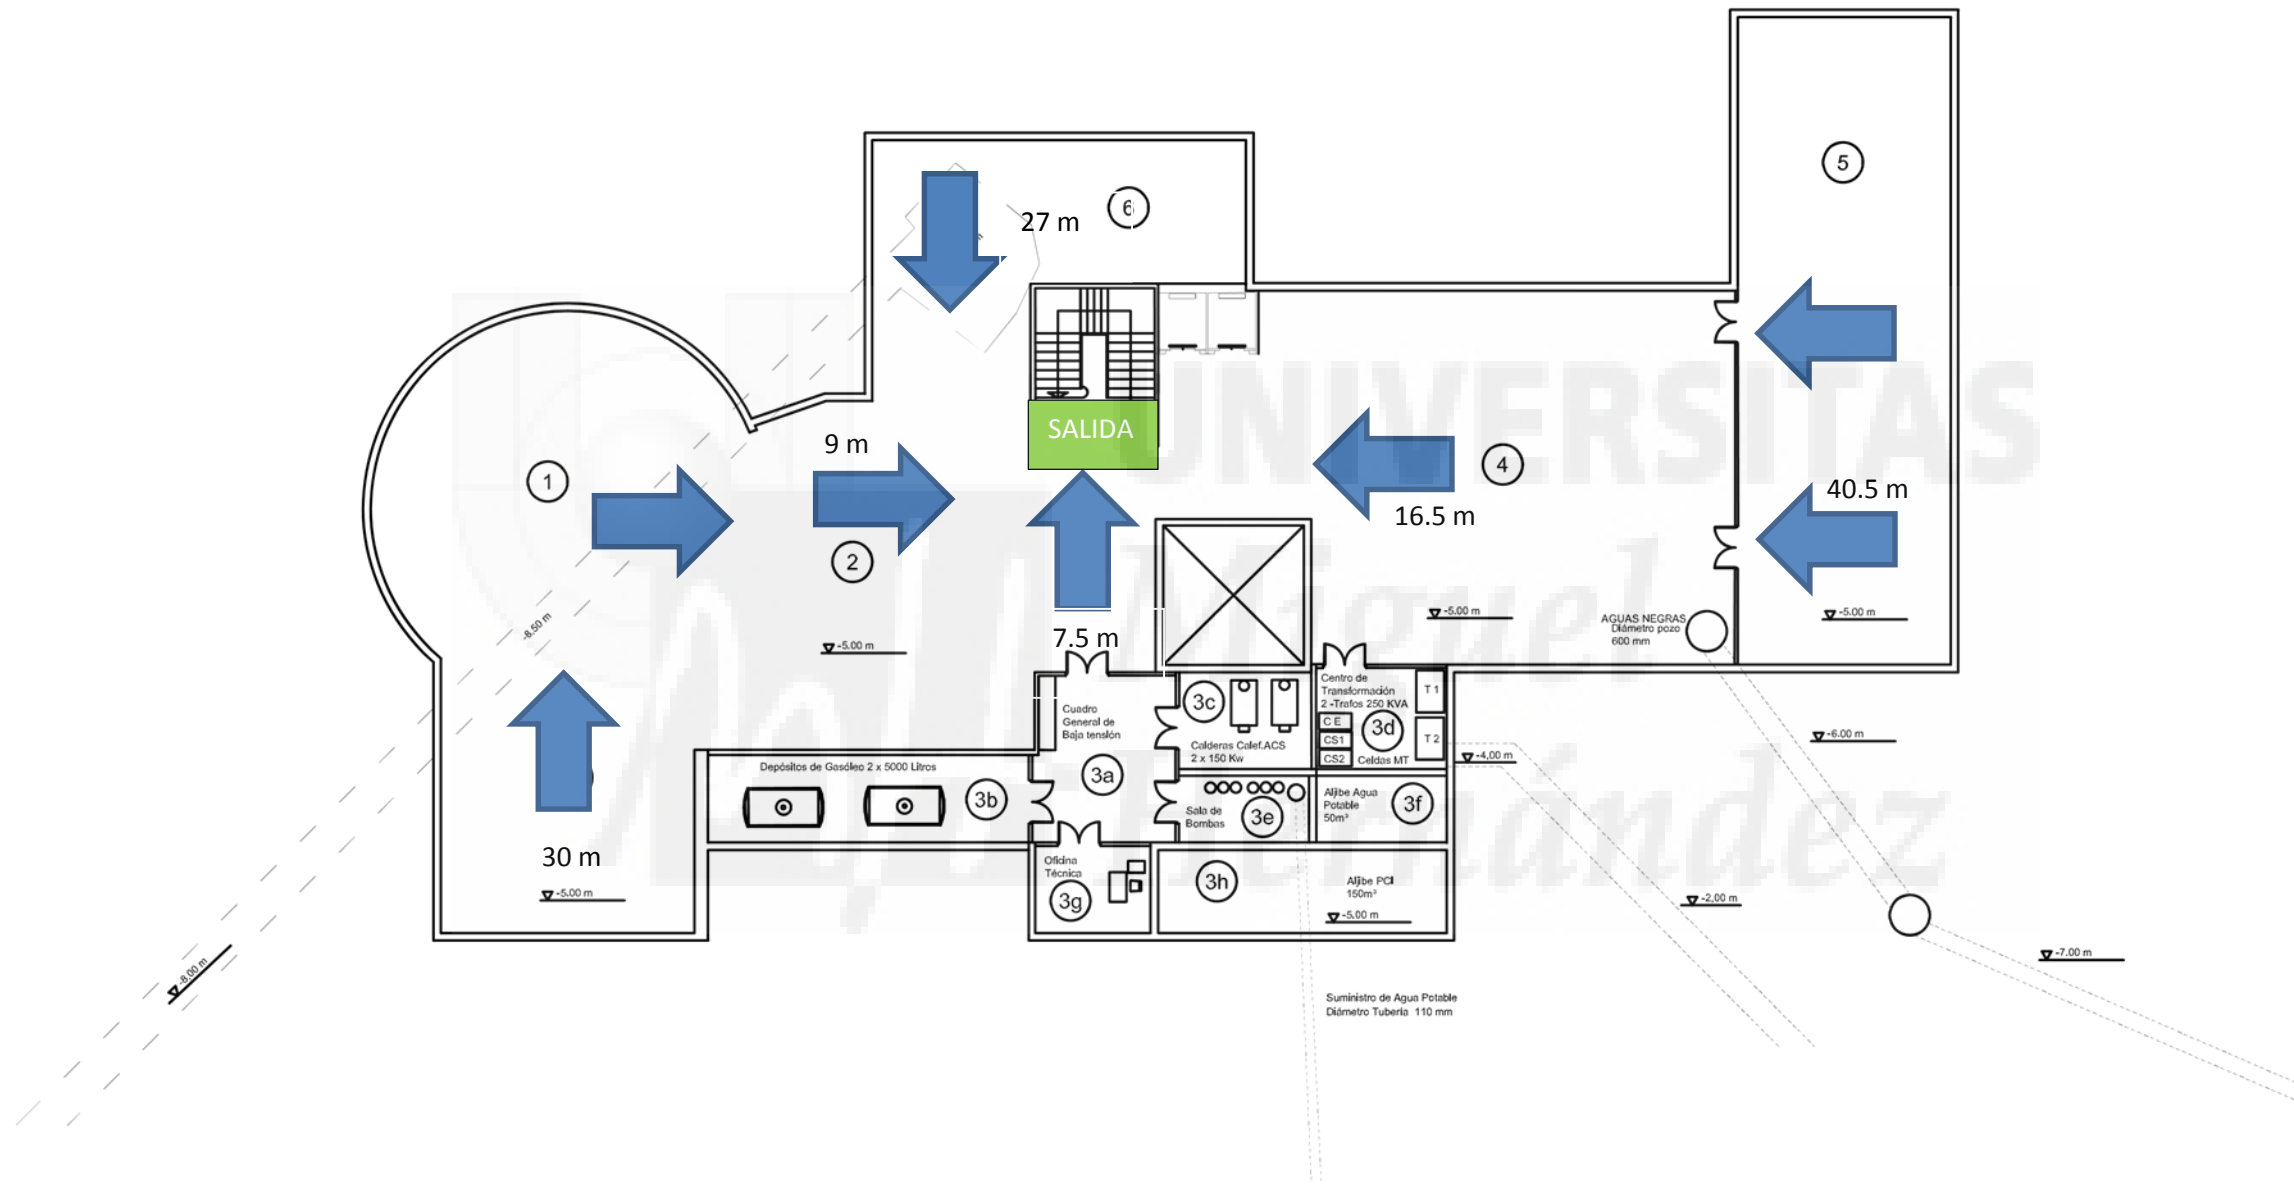 5
6
27 m
SALIDA
9 m
1
4
16.5 m
40.5 m
UNIVERSITAS
Miguel
Hernández
2
-8,50 m
-5.00 m
7.5 m
-5.00 m
-5.00 m
AGUAS NEGRAS
Diámetro pozo
600 mm
Cuadro
General de
Baja tensión
3c
Calderas Calef.ACS
2 x 150 Kw
Centro de
Transformación
2 -Trafos 250 KVA
T 1
C E
CS1
CS2
3d
T 2
Celdas MT
-4,00 m
-6.00 m
Depósitos de Gasóleo 2 x 5000 Litros
3b
3a
Sala de
Bombas
3e
Aljibe Agua
Potable
50m³
3f
30 m
-5.00 m
Oficina
Técnica
3g
3h
Aljibe PCI
150m³
-5.00 m
-2,00 m
-8,00 m
-7.00 m
Suministro de Agua Potable
Diámetro Tubería 110 mm